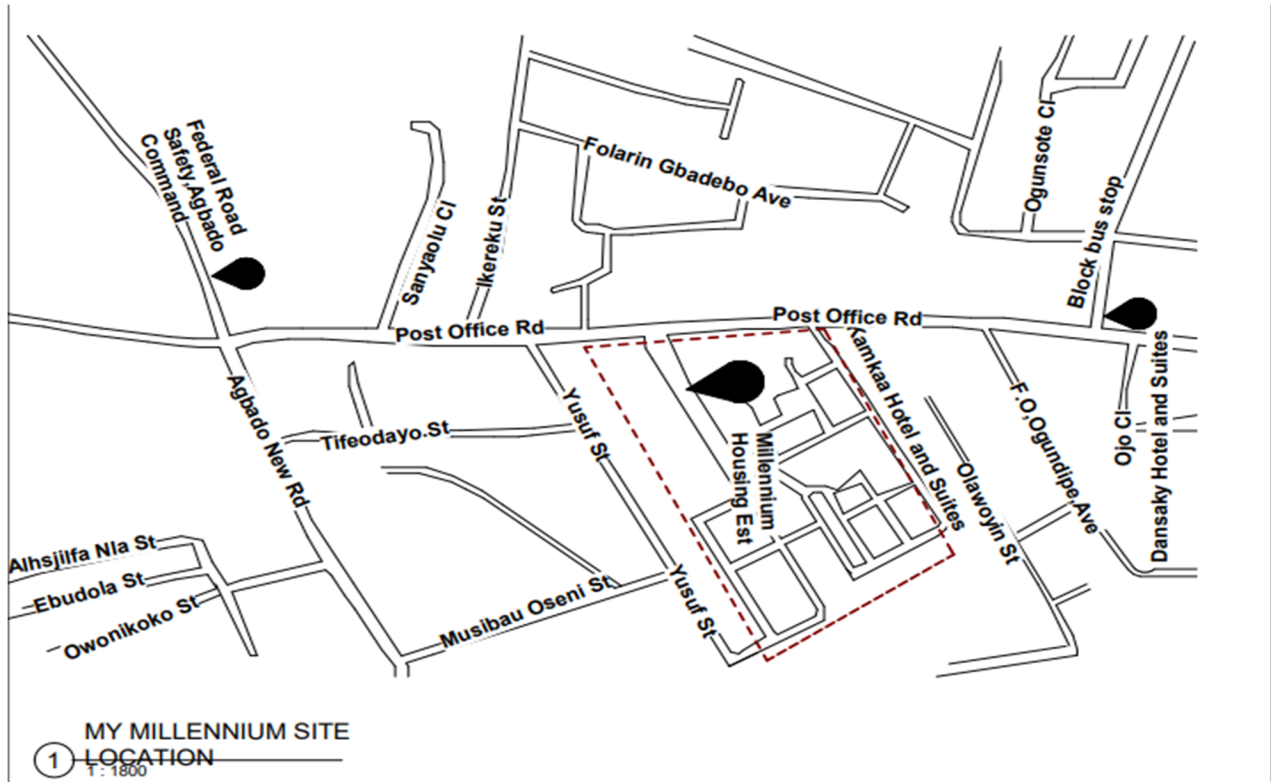 Federal Road
Safety,Agbado
Command
Sanyaolu Cl
Ikereku St
Folarin Gbadebo Ave
Ogunsote Cl
Block bus stop
Post Office Rd
Post Office Rd
Agbado New Rd
Tifeodayo.St
Yusuf St
Millennium
Housing Est
Kamkaa Hotel and Suites
Olawoyin St
F.O.Ogundipe Ave
Ojo Cl
Dansaky Hotel and Suites
Alhsjilfa Nla St
Ebudola St
Owonikoko St
Musibau Oseni St
Yusuf St
1
MY MILLENNIUM SITE
LOCATION
1 : 1800